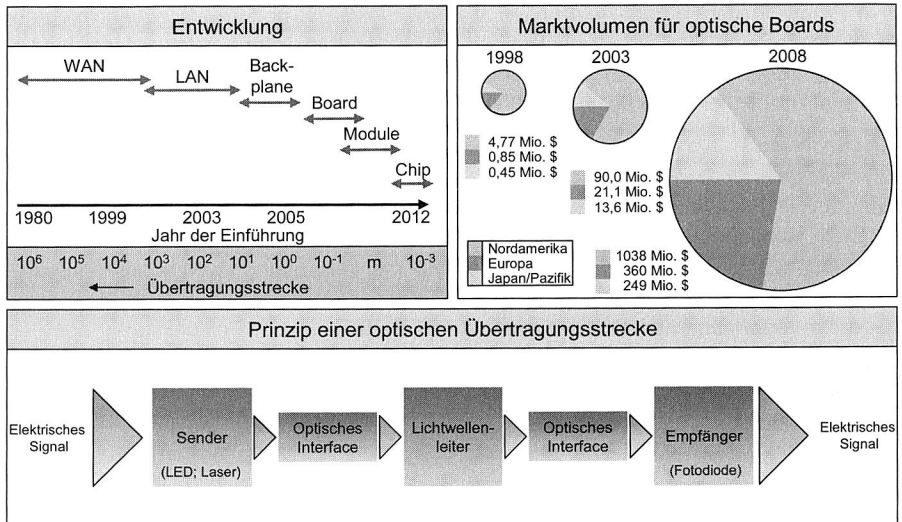 Entwicklung
WAN
LAN
Back-
plane
Board
Module
Chip
1980 1999 2003 2005 2012
Jahr der Einführung
10⁶ 10⁵ 10⁴ 10³ 10² 10¹ 10⁰ 10⁻¹ m 10⁻³
Übertragungsstrecke
Marktvolumen für optische Boards
1998 2003 2008
4,77 Mio. $
0,85 Mio. $
0,45 Mio. $
90,0 Mio. $
21,1 Mio. $
13,6 Mio. $
Nordamerika
Europa
Japan/Pazifik
1038 Mio. $
360 Mio. $
249 Mio. $
Prinzip einer optischen Übertragungsstrecke
Elektrisches
Signal
Sender
(LED; Laser)
Optisches
Interface
Lichtwellen-
leiter
Optisches
Interface
Empfänger
(Fotodiode)
Elektrisches
Signal